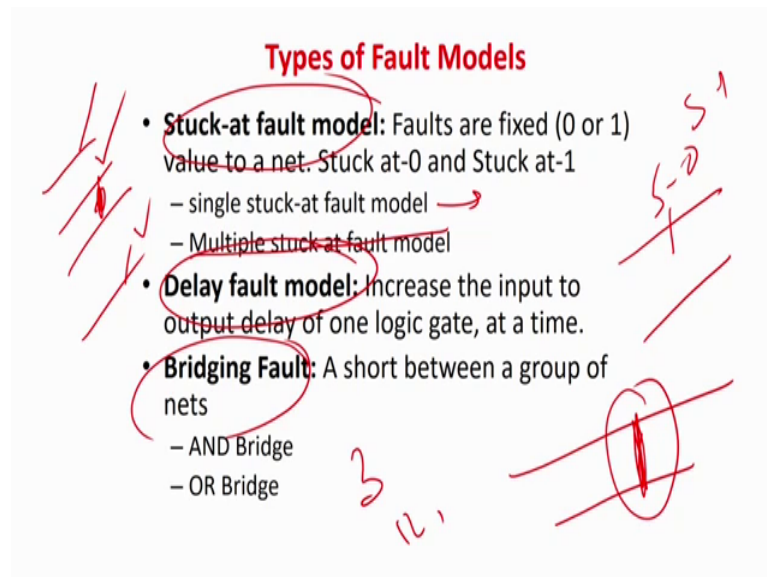 Types of Fault Models
• Stuck-at fault model: Faults are fixed (0 or 1)
value to a net. Stuck at-0 and Stuck at-1
– single stuck-at fault model
– Multiple stuck at fault model
• Delay fault model: Increase the input to
output delay of one logic gate, at a time.
• Bridging Fault: A short between a group of
nets
– AND Bridge
– OR Bridge
S 1
S-0
3